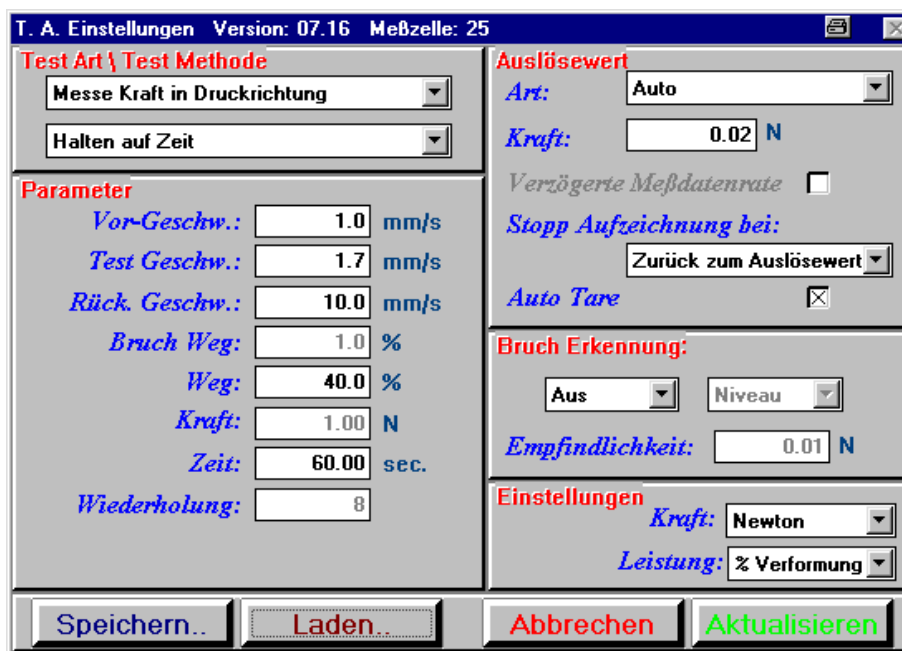 T. A. Einstellungen Version: 07.16 Meßzelle: 25
Test Art \ Test Methode
Messe Kraft in Druckrichtung
Halten auf Zeit
Parameter
Vor-Geschw.: 1.0 mm/s
Test Geschw.: 1.7 mm/s
Rück. Geschw.: 10.0 mm/s
Bruch Weg: 1.0 %
Weg: 40.0 %
Kraft: 1.00 N
Zeit: 60.00 sec.
Wiederholung: 8
Auslösewert
Art: Auto
Kraft: 0.02 N
Verzögerte Meßdatenrate
Stopp Aufzeichnung bei:
Zurück zum Auslösewert
Auto Tare
Bruch Erkennung:
Aus Niveau
Empfindlichkeit: 0.01 N
Einstellungen
Kraft: Newton
Leistung: % Verformung
Speichern.. Laden.. Abbrechen Aktualisieren